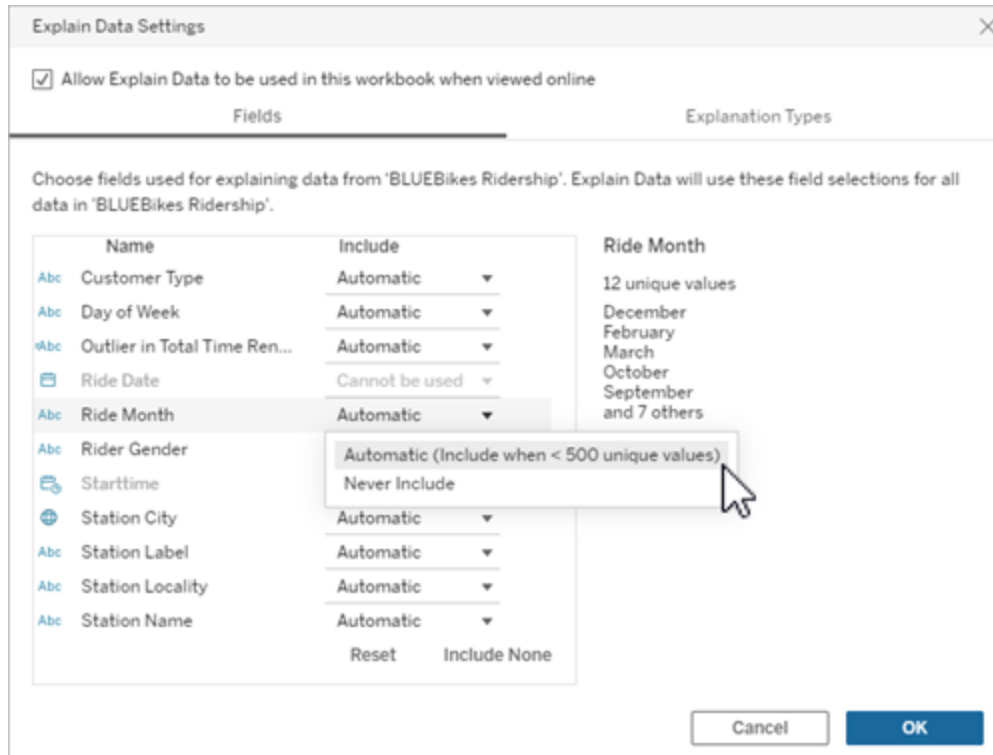 Explain Data Settings
Allow Explain Data to be used in this workbook when viewed online
Fields Explanation Types
Choose fields used for explaining data from 'BLUEBikes Ridership'. Explain Data will use these field selections for all
data in 'BLUEBikes Ridership'.
Name Include
Abc Customer Type Automatic
Abc Day of Week Automatic
=Abc Outlier in Total Time Ren... Automatic
Ride Date Cannot be used
Abc Ride Month Automatic
Abc Rider Gender
Automatic (Include when < 500 unique values)
Starttime Never Include
Station City Automatic
Abc Station Label Automatic
Abc Station Locality Automatic
Abc Station Name Automatic
Reset Include None
Ride Month
12 unique values
December
February
March
October
September
and 7 others
Cancel OK